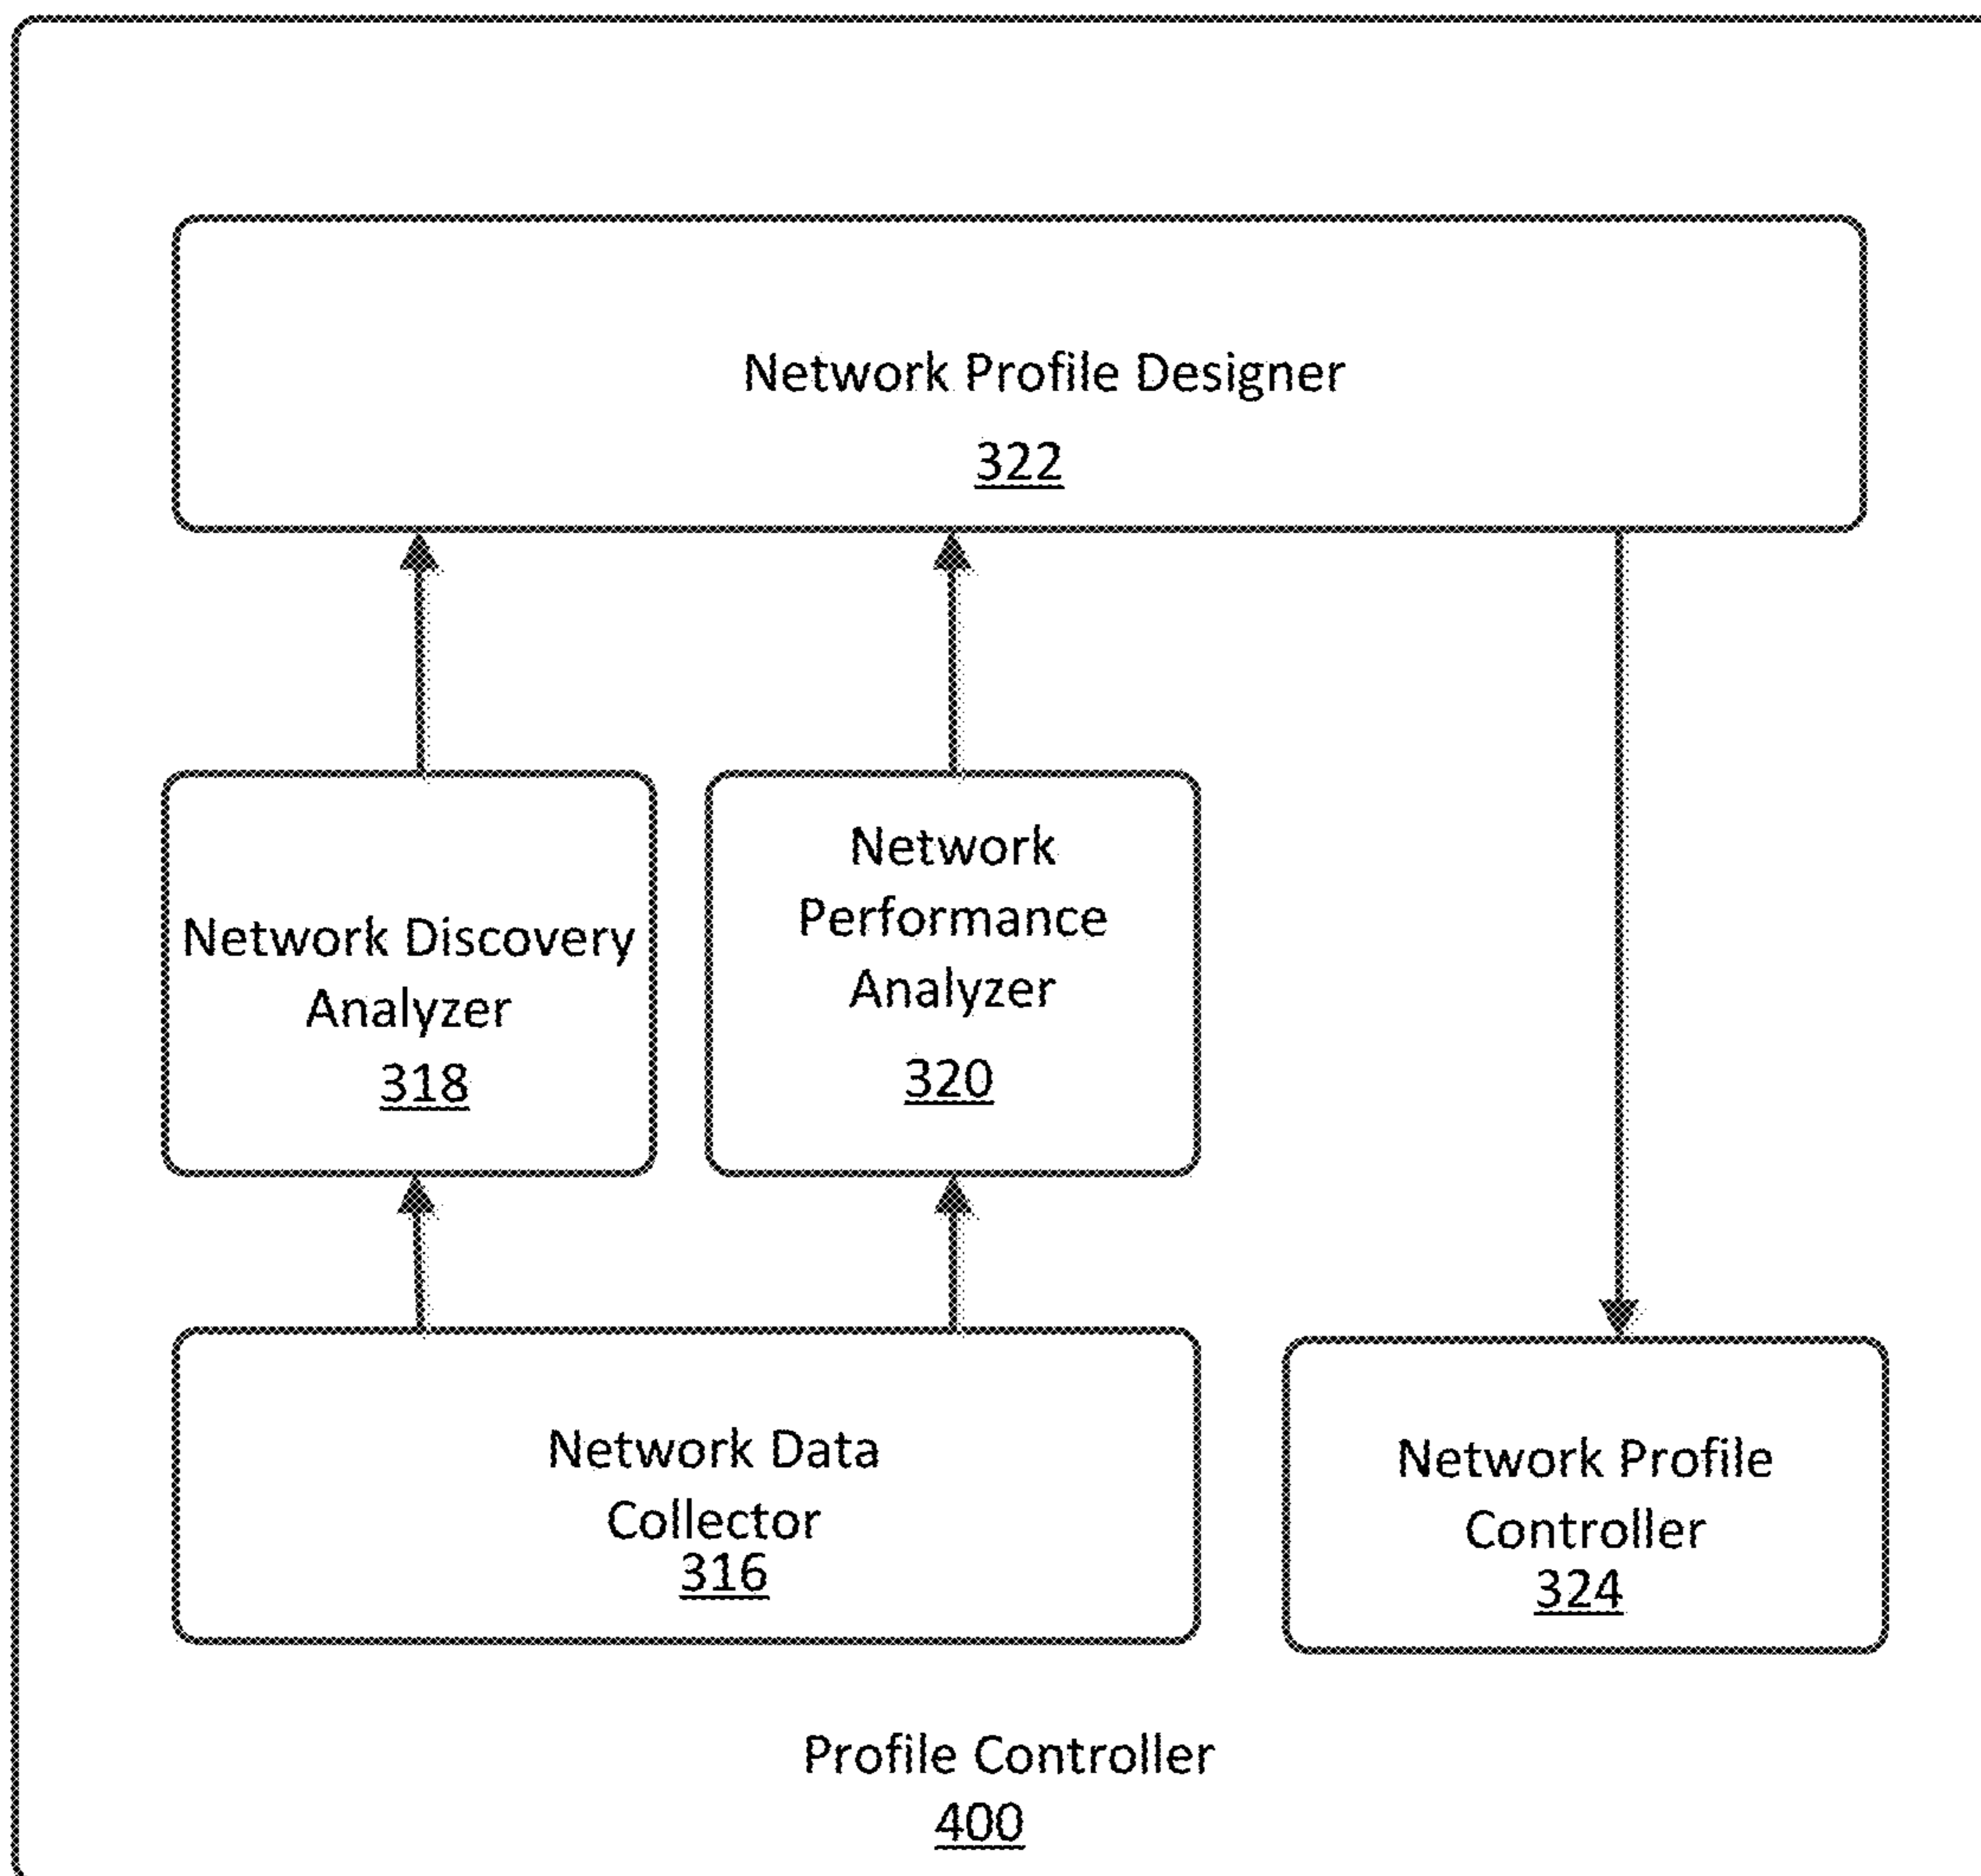 Network Profile Designer
322
Network Discovery
Analyzer
318
Network
Performance
Analyzer
320
Network Data
Collector
316
Network Profile
Controller
324
Profile Controller
400